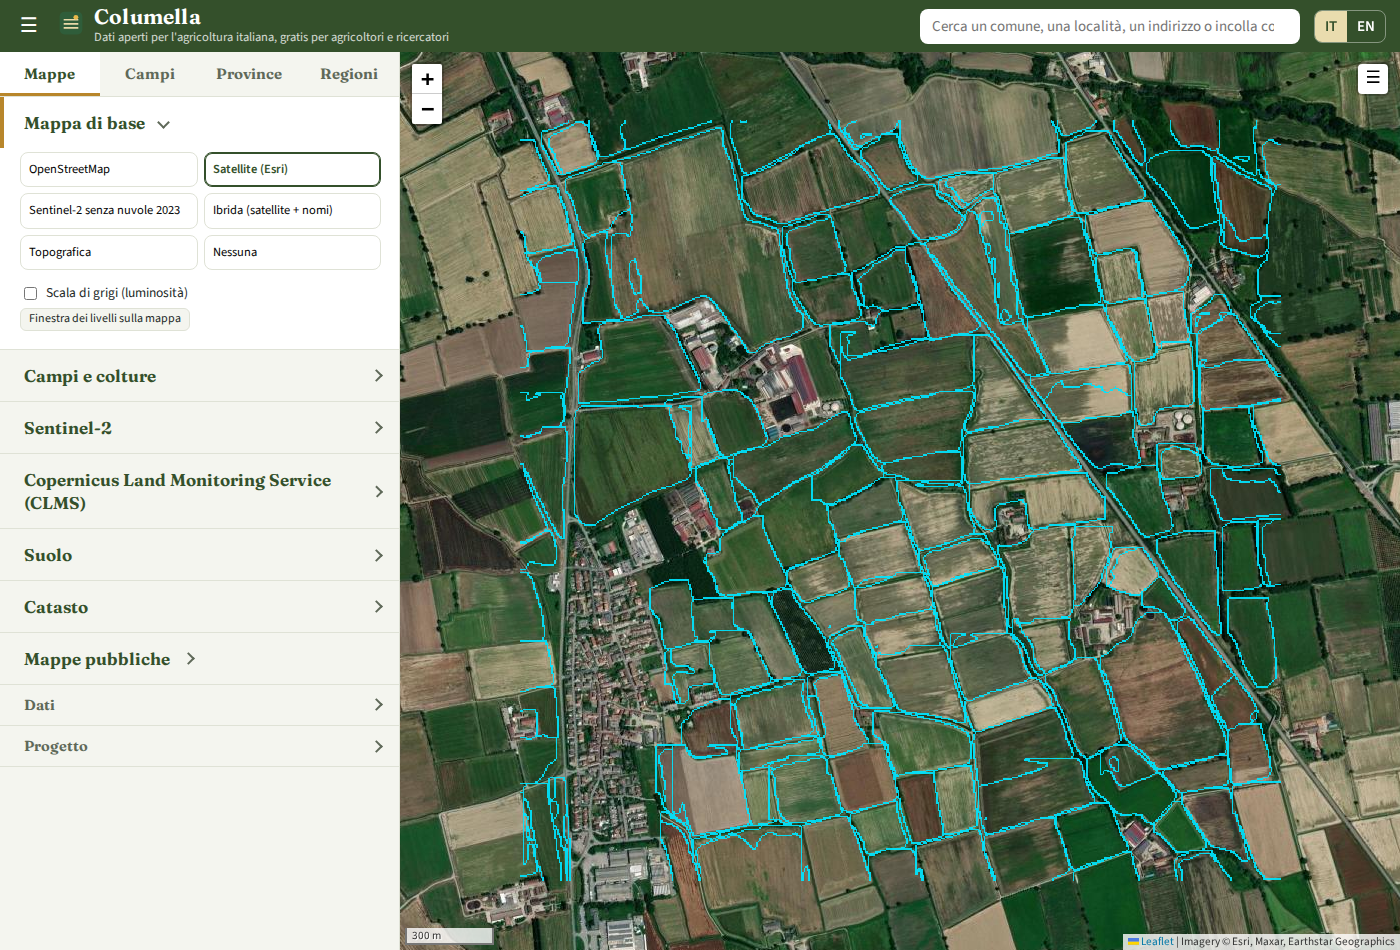 Columella
Dati aperti per l'agricoltura italiana, gratis per agricoltori e ricercatori
Cerca un comune, una località, un indirizzo o incolla cc
IT EN
Mappe Campi Province Regioni
Mappa di base
OpenStreetMap Satellite (Esri)
Sentinel-2 senza nuvole 2023 Ibrida (satellite + nomi)
Topografica Nessuna
Scala di grigi (luminosità)
Finestra dei livelli sulla mappa
Campi e colture
Sentinel-2
Copernicus Land Monitoring Service
(CLMS)
Suolo
Catasto
Mappe pubbliche
Dati
Progetto
+
−
300 m
Leaflet | Imagery © Esri, Maxar, Earthstar Geographics